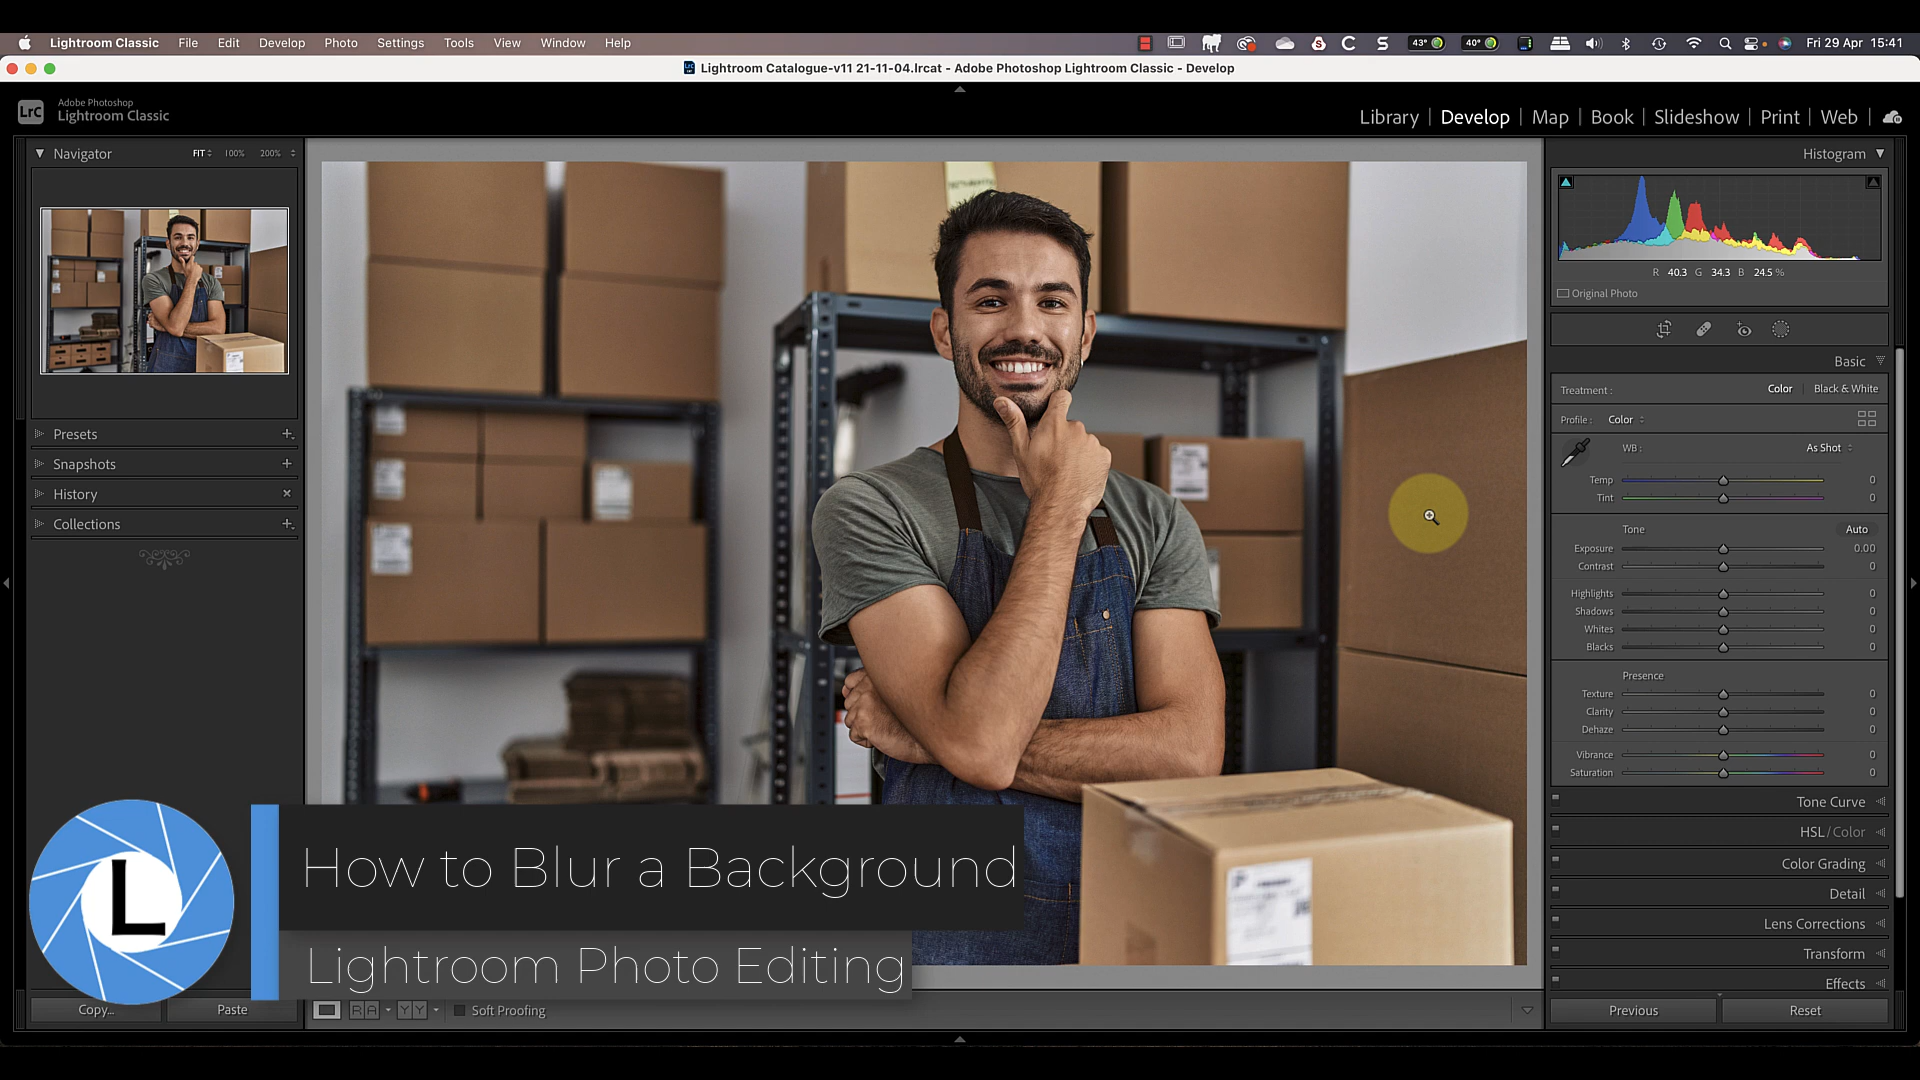 Lightroom Classic File Edit Develop Photo Settings Tools View Window Help 43° 40° Fri 29 Apr 15:41
Lightroom Catalogue-v11 21-11-04.lrcat - Adobe Photoshop Lightroom Classic - Develop
LrC Adobe Photoshop
Lightroom Classic
Library | Develop | Map | Book | Slideshow | Print | Web
Navigator FIT 100% 200%
Presets
Snapshots
History
Collections
Copy... Paste
How to Blur a Background
Lightroom Photo Editing
L
R A Y Y Soft Proofing
Histogram
R 40.3 G 34.3 B 24.5 %
Original Photo
Basic
Treatment : Color Black & White
Profile : Color
WB : As Shot
Temp 0
Tint 0
Tone Auto
Exposure 0.00
Contrast 0
Highlights 0
Shadows 0
Whites 0
Blacks 0
Presence
Texture 0
Clarity 0
Dehaze 0
Vibrance 0
Saturation 0
Tone Curve
HSL / Color
Color Grading
Detail
Lens Corrections
Transform
Effects
Previous Reset